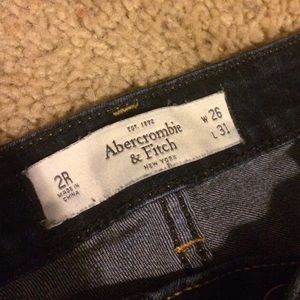 EST. 1892
Abercrombie
& Fitch
NEW YORK
2R
MADE IN
CHINA
W 26
L 31